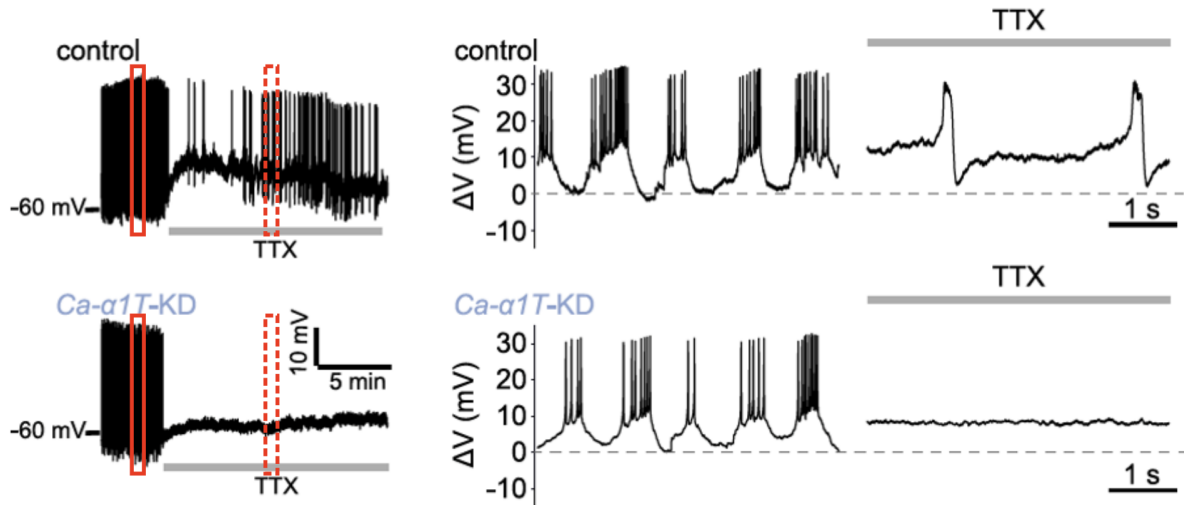 control
-60 mV
TTX
control
TTX
ΔV (mV)
30
20
10
0
-10
1 s
Ca-α1T-KD
-60 mV
10 mV
5 min
TTX
Ca-α1T-KD
TTX
ΔV (mV)
30
20
10
0
-10
1 s